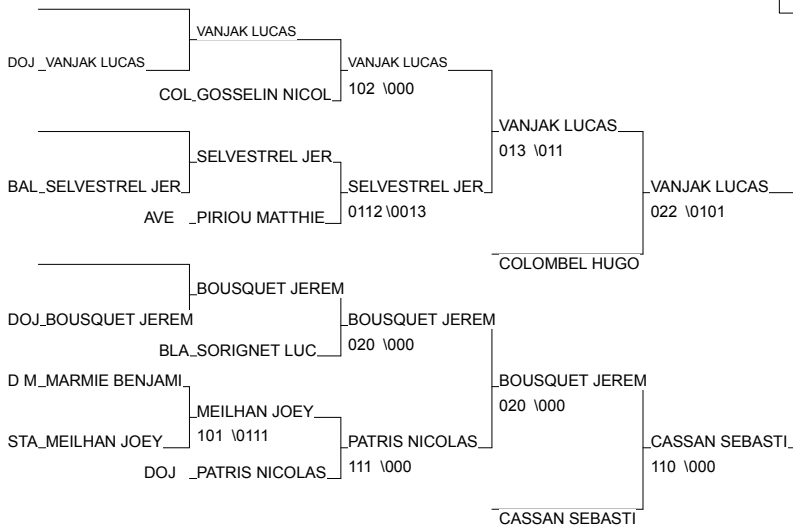 VANJAK LUCAS
DOJ VANJAK LUCAS
VANJAK LUCAS
COL GOSSELIN NICOL
102 \000
VANJAK LUCAS
013 \011
SELVESTREL JER
BAL SELVESTREL JER
SELVESTREL JER
VANJAK LUCAS
AVE PIRIOU MATTHIE
0112 \0013
022 \0101
COLOMBEL HUGO
BOUSQUET JEREM
DOJ BOUSQUET JEREM
BOUSQUET JEREM
BLA SORIGNET LUC
020 \000
D M MARMIE BENJAMI
BOUSQUET JEREM
020 \000
MEILHAN JOEY
101 \0111
STA MEILHAN JOEY
PATRIS NICOLAS
CASSAN SEBASTI
DOJ PATRIS NICOLAS
111 \000
110 \000
CASSAN SEBASTI